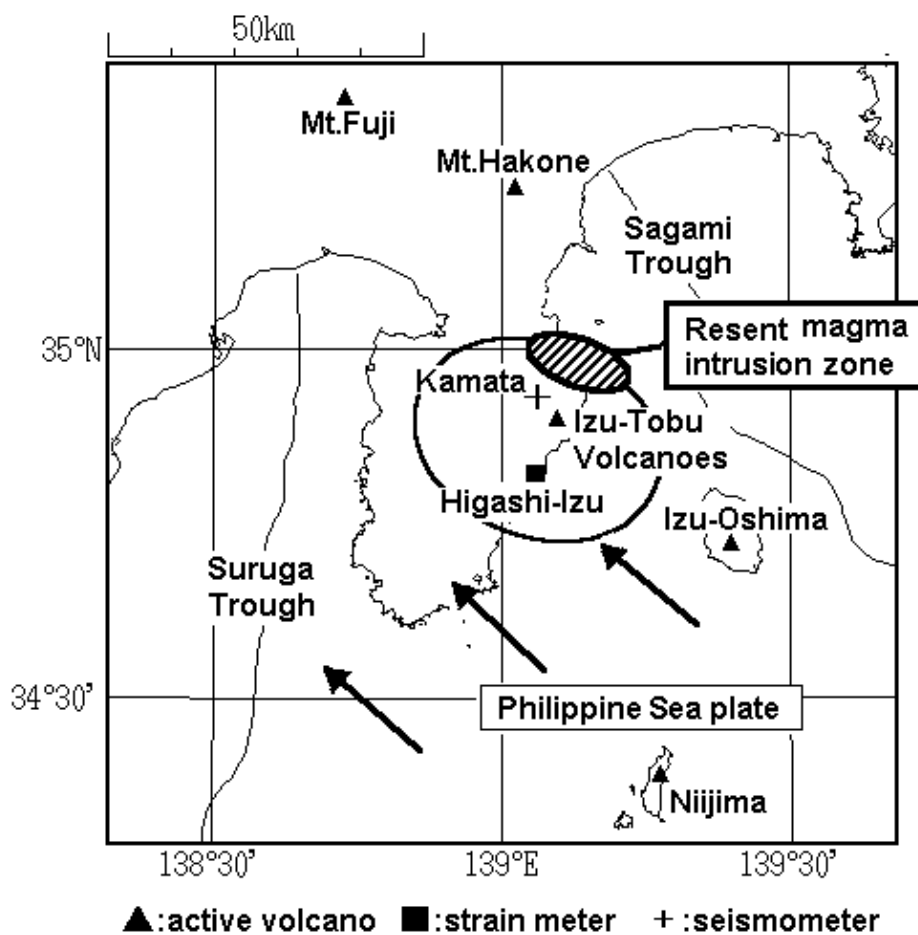 50km
Mt.Fuji
Mt.Hakone
Sagami
Trough
35°N
Resent magma
intrusion zone
Kamata
Izu-Tobu
Volcanoes
Higashi-Izu
Izu-Oshima
Suruga
Trough
34°30'
Philippine Sea plate
Niijima
138°30'
139°E
139°30'
▲:active volcano ■:strain meter +:seismometer